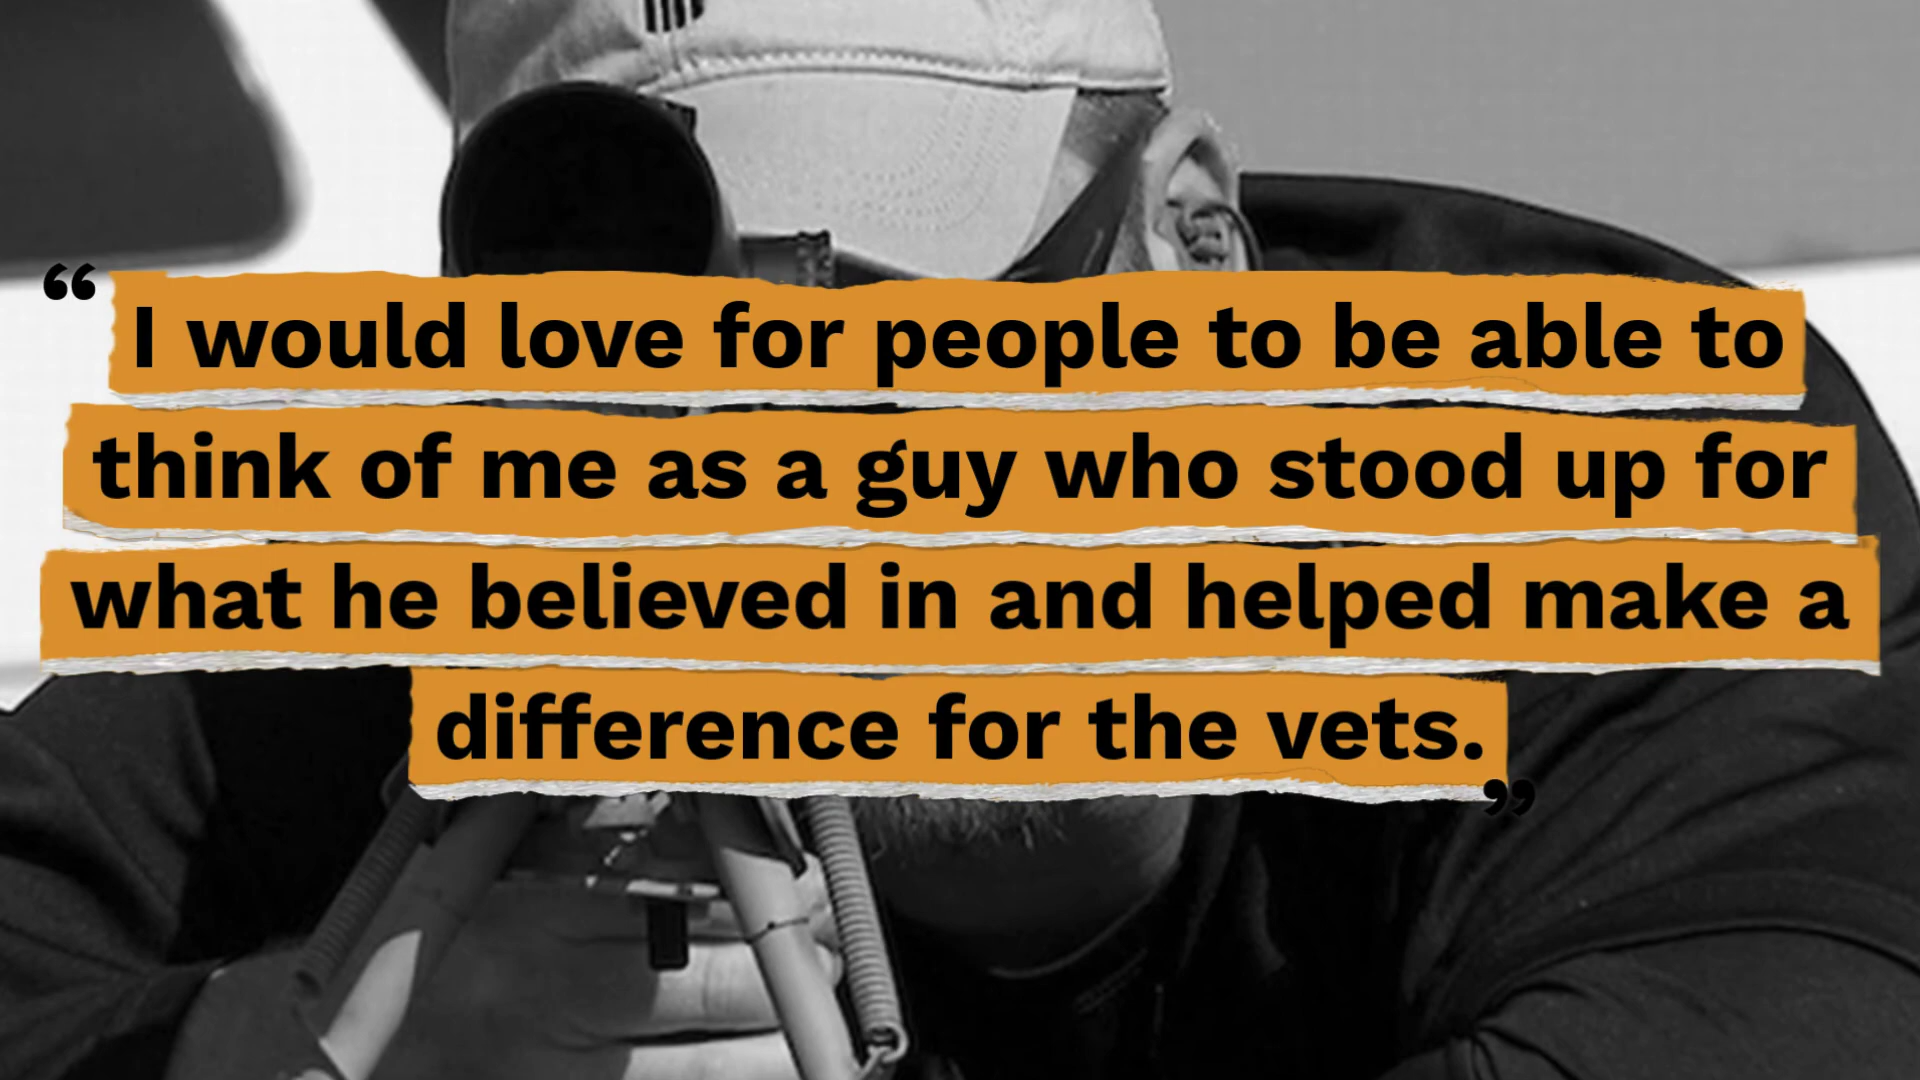 “I would love for people to be able to
think of me as a guy who stood up for
what he believed in and helped make a
difference for the vets.”